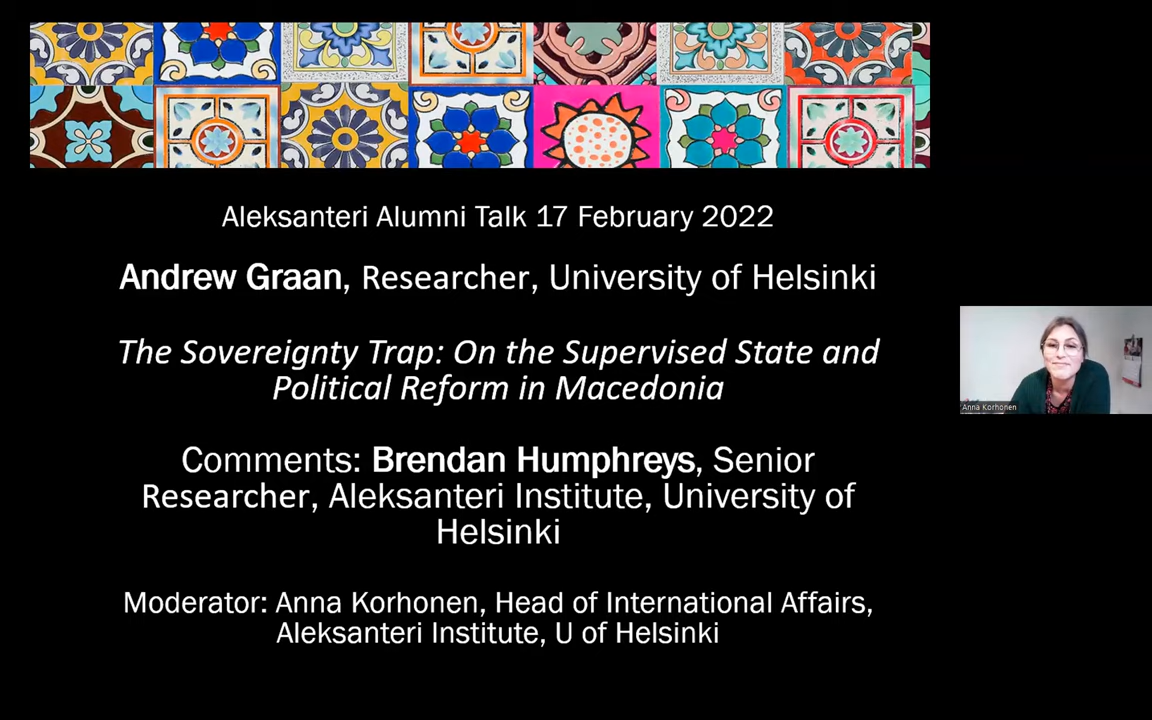 Aleksanteri Alumni Talk 17 February 2022
Andrew Graan, Researcher, University of Helsinki
The Sovereignty Trap: On the Supervised State and
Political Reform in Macedonia
Comments: Brendan Humphreys, Senior
Researcher, Aleksanteri Institute, University of
Helsinki
Moderator: Anna Korhonen, Head of International Affairs,
Aleksanteri Institute, U of Helsinki
Anna Korhonen